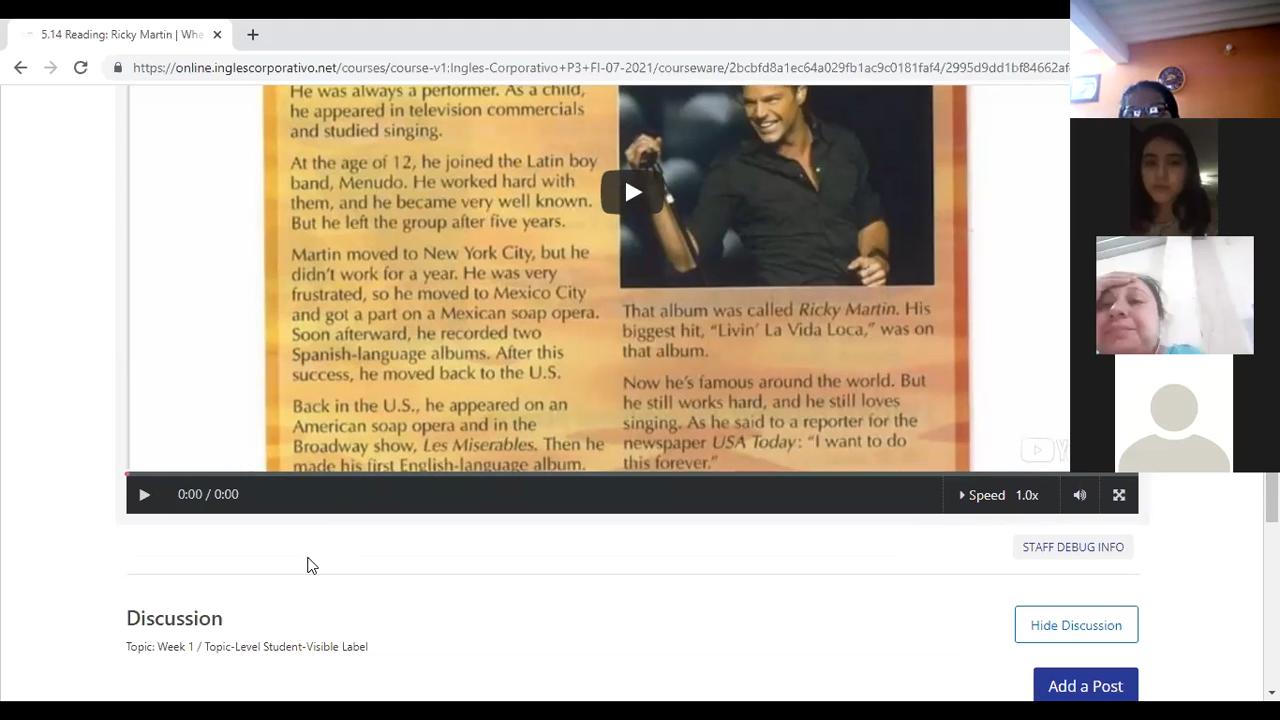 5.14 Reading: Ricky Martin | Whe
https://online.inglescorporativo.net/courses/course-v1:Ingles-Corporativo+P3+FI-07-2021/courseware/2bcbfd8a1ec64a029fb1ac9c0181faf4/2995d9dd1bf84662af
He was always a performer. As a child,
he appeared in television commercials
and studied singing.
At the age of 12, he joined the Latin boy
band, Menudo. He worked hard with
them, and he became very well known.
But he left the group after five years.
Martin moved to New York City, but he
didn't work for a year. He was very
frustrated, so he moved to Mexico City
and got a part on a Mexican soap opera.
Soon afterward, he recorded two
Spanish-language albums. After this
success, he moved back to the U.S.
Back in the U.S., he appeared on an
American soap opera and in the
Broadway show, Les Miserables. Then he
made his first English-language album.
That album was called Ricky Martin. His
biggest hit, "Livin' La Vida Loca," was on
that album.
Now he's famous around the world. But
he still works hard, and he still loves
singing. As he said to a reporter for the
newspaper USA Today: "I want to do
this forever."
0:00 / 0:00
Speed 1.0x
STAFF DEBUG INFO
Discussion
Hide Discussion
Topic: Week 1 / Topic-Level Student-Visible Label
Add a Post